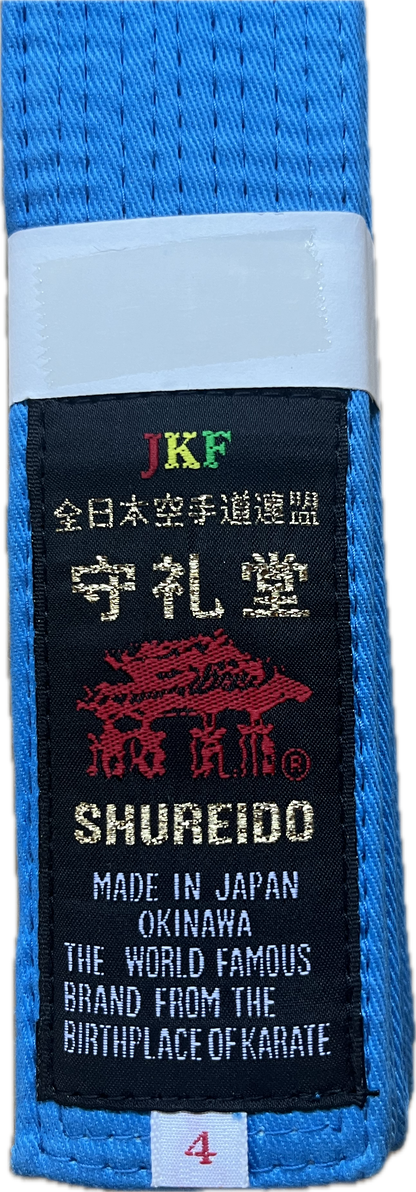 JKF
全日本空手道連盟
守礼堂
®
SHUREIDO
MADE IN JAPAN
OKINAWA
THE WORLD FAMOUS
BRAND FROM THE
BIRTHPLACE OF KARATE
4